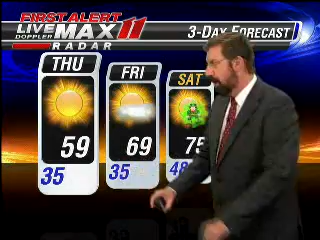 FIRST ALERT
LIVE MAX 11
DOPPLER
RADAR
3-DAY FORECAST
THU FRI SAT
59 69 75
35 35 48